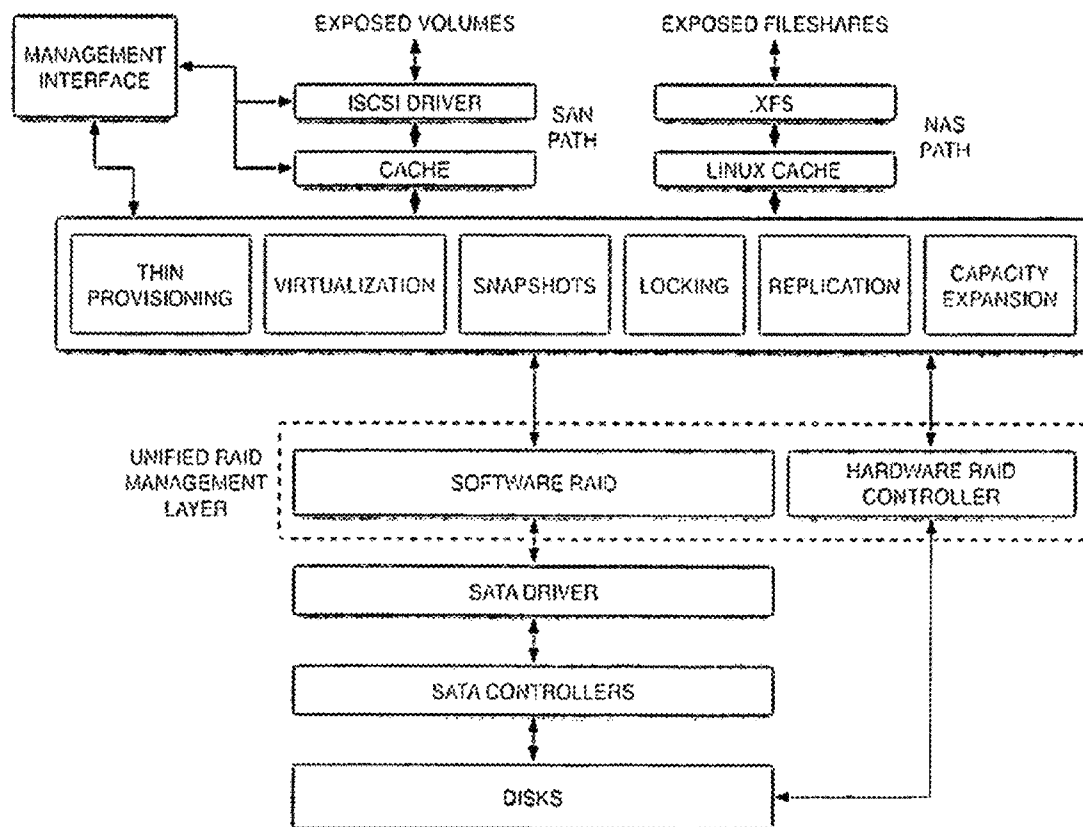 MANAGEMENT
INTERFACE
EXPOSED VOLUMES
EXPOSED FILESHARES
ISCSI DRIVER
.XFS
SAN
PATH
NAS
PATH
CACHE
LINUX CACHE
THIN
PROVISIONING
VIRTUALIZATION
SNAPSHOTS
LOCKING
REPLICATION
CAPACITY
EXPANSION
UNIFIED RAID
MANAGEMENT
LAYER
SOFTWARE RAID
HARDWARE RAID
CONTROLLER
SATA DRIVER
SATA CONTROLLERS
DISKS